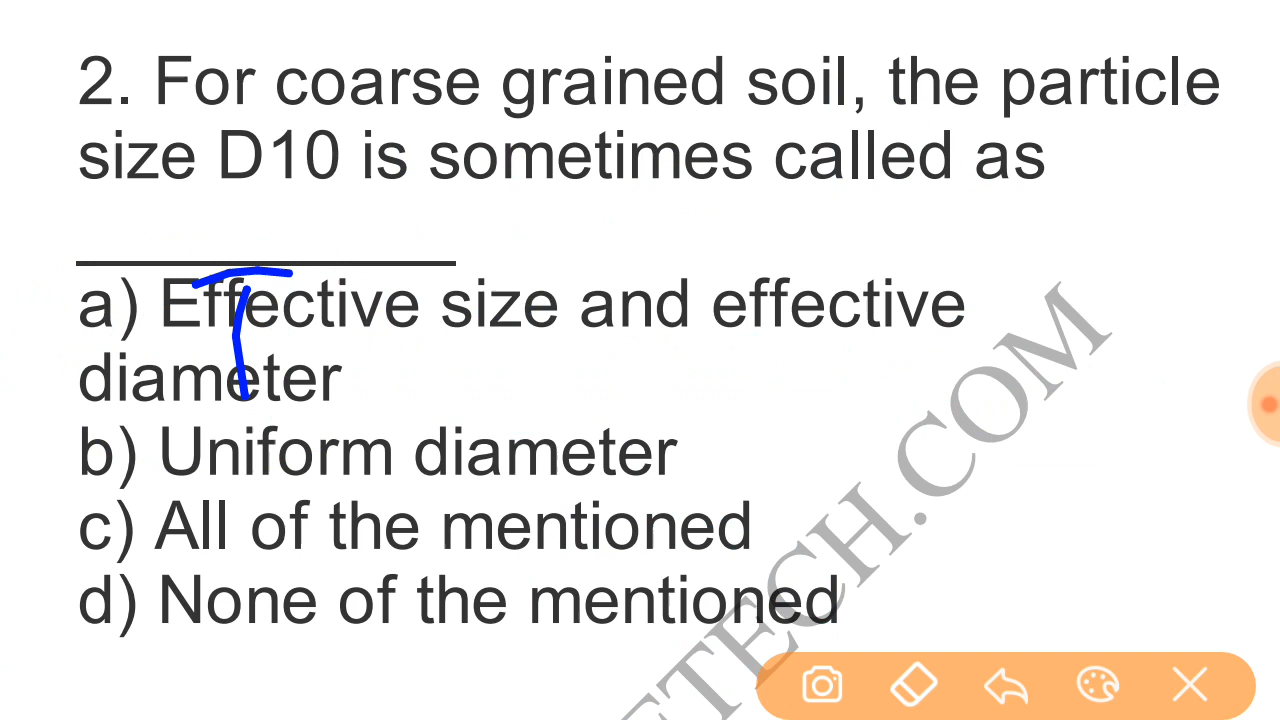 2. For coarse grained soil, the particle
size D10 is sometimes called as
____________
a) Effective size and effective
diameter
b) Uniform diameter
c) All of the mentioned
d) None of the mentioned
ETECH.COM